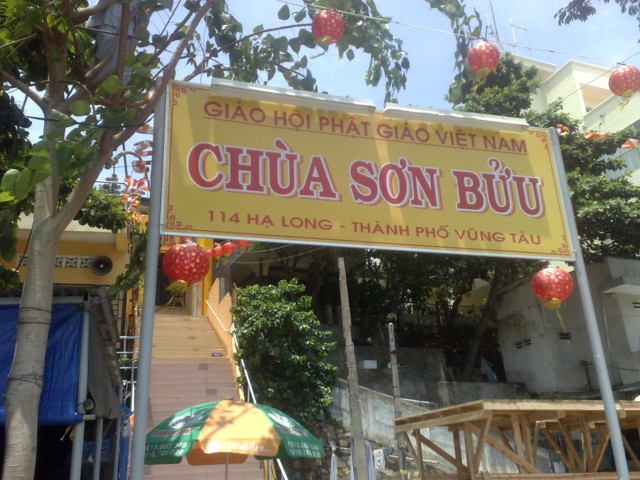 GIÁO HỘI PHẬT GIÁO VIỆT NAM
CHÙA SƠN BỬU
114 HẠ LONG - THÀNH PHỐ VŨNG TÀU